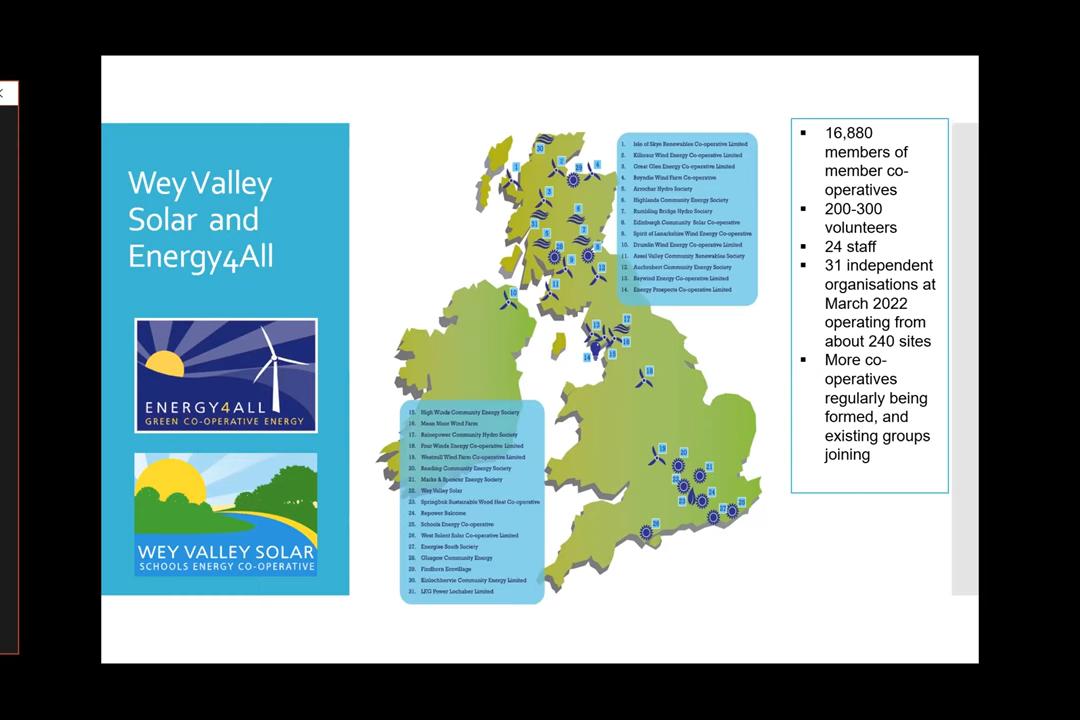 Wey Valley
Solar and
Energy4All
ENERGY4ALL
GREEN CO-OPERATIVE ENERGY
WEY VALLEY SOLAR
SCHOOLS ENERGY CO-OPERATIVE
1. Isle of Skye Renewables Co-operative Limited
2. Kilbraur Wind Energy Co-operative Limited
3. Great Glen Energy Co-operative Limited
4. Boyndie Wind Farm Co-operative
5. Arrochar Hydro Society
6. Highlands Community Energy Society
7. Rumbling Bridge Hydro Society
8. Edinburgh Community Solar Co-operative
9. Spirit of Lanarkshire Wind Energy Co-operative
10. Drumlin Wind Energy Co-operative Limited
11. Assel Valley Community Renewables Society
12. Auchrobert Community Energy Society
13. Baywind Energy Co-operative Limited
14. Energy Prospects Co-operative Limited
15. High Winds Community Energy Society
16. Mean Moor Wind Farm
17. Rainepower Community Hydro Society
18. Four Winds Energy Co-operative Limited
19. Westmill Wind Farm Co-operative Limited
20. Reading Community Energy Society
21. Marks & Spencer Energy Society
22. Wey Valley Solar
23. Springbok Sustainable Wood Heat Co-operative
24. Repower Balcome
25. Schools Energy Co-operative
26. West Solent Solar Co-operative Limited
27. Energise South Society
28. Glasgow Community Energy
29. Findhorn Ecovillage
30. Kinlochbervie Community Energy Limited
31. LKG Power Lochaber Limited
▪ 16,880
members of
member co-
operatives
▪ 200-300
volunteers
▪ 24 staff
▪ 31 independent
organisations at
March 2022
operating from
about 240 sites
▪ More co-
operatives
regularly being
formed, and
existing groups
joining